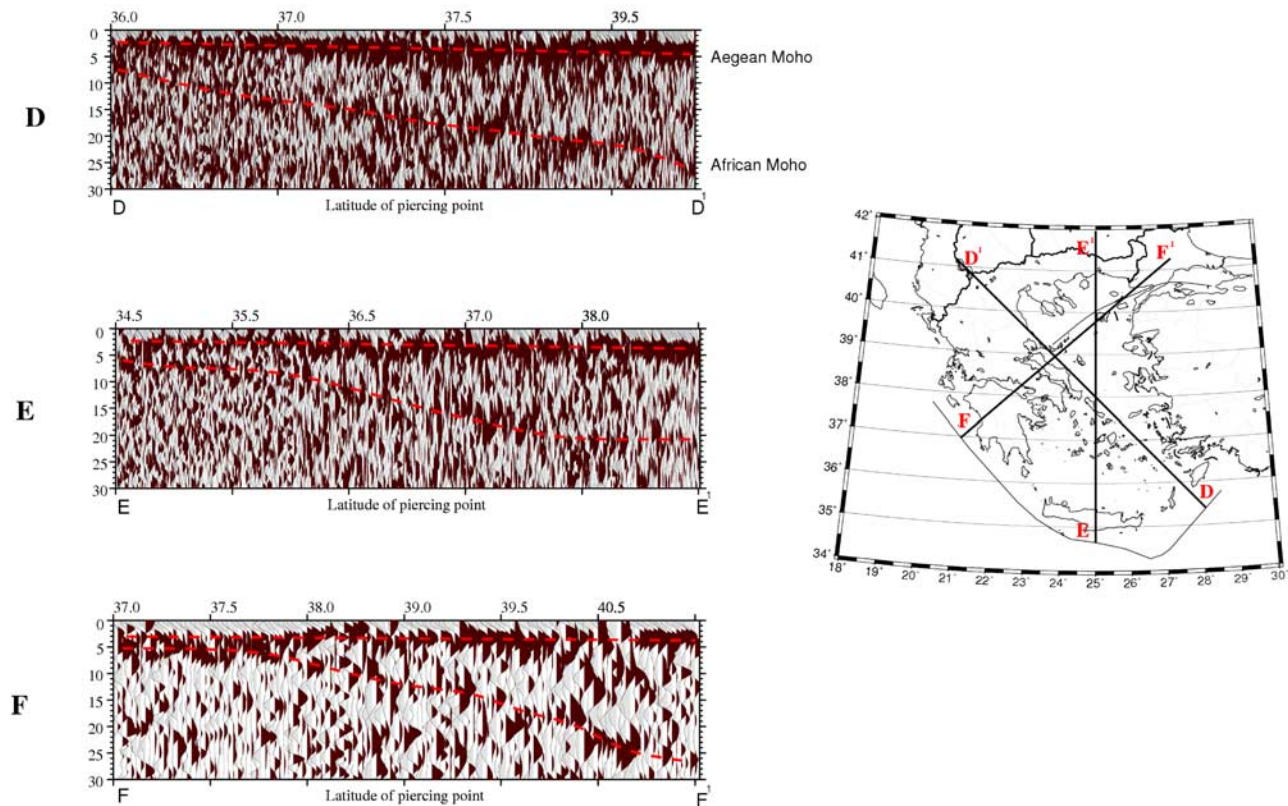 36.0 37.0 37.5 39.5
0
5
10
15
20
25
30
Aegean Moho
African Moho
D
D Latitude of piercing point D1
34.5 35.5 36.5 37.0 38.0
0
5
10
15
20
25
30
E
E Latitude of piercing point E1
37.0 37.5 38.0 39.0 39.5 40.5
0
5
10
15
20
25
30
F
F Latitude of piercing point F1
42°
41°
40°
39°
38°
37°
36°
35°
34°
D1 E1 F1
F
D
E
18° 19° 20° 21° 22° 23° 24° 25° 26° 27° 28° 29° 30